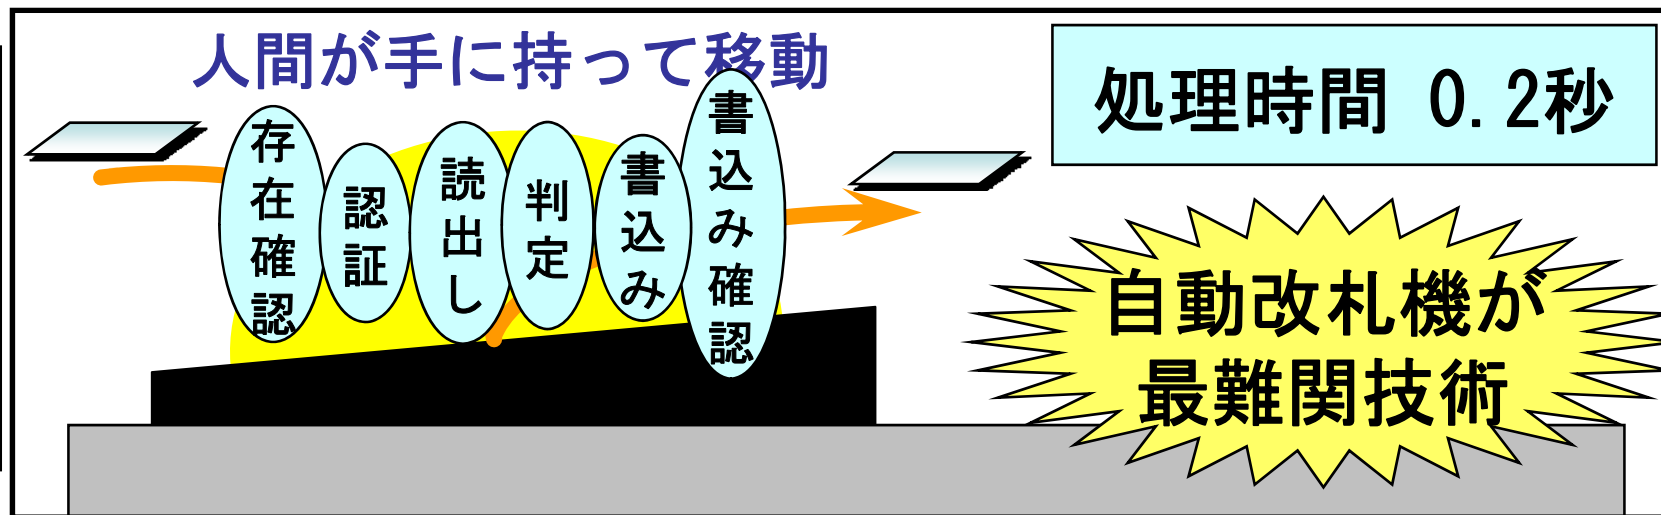 人間が手に持って移動
処理時間 0.2秒
存在確認
認証
読出し
判定
書込み
書込み確認
自動改札機が
最難関技術